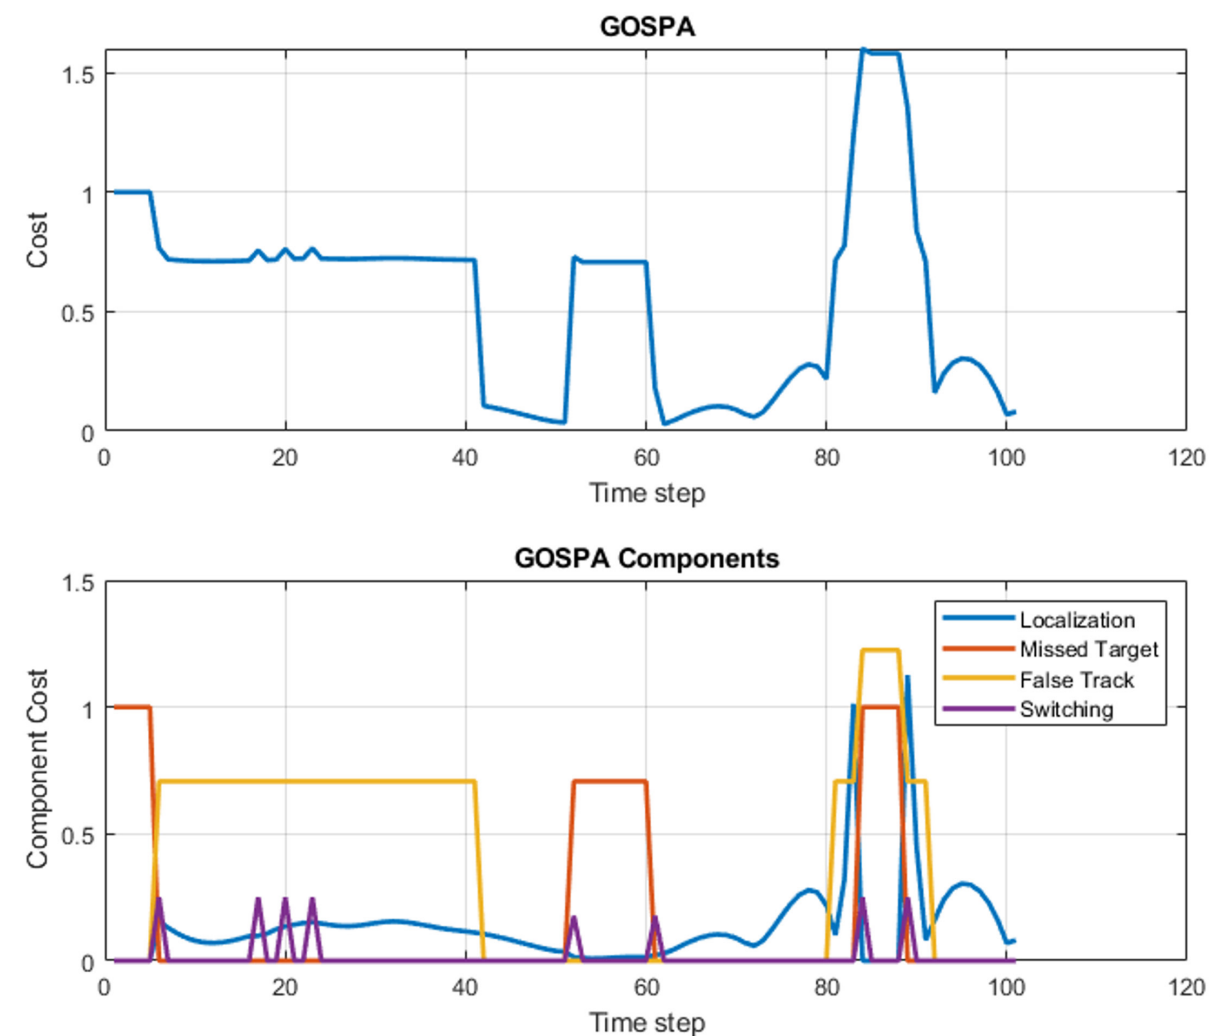 GOSPA
1.5
1
0.5
0
Cost
0 20 40 60 80 100 120
Time step
GOSPA Components
1.5
1
0.5
0
Component Cost
Localization
Missed Target
False Track
Switching
0 20 40 60 80 100 120
Time step